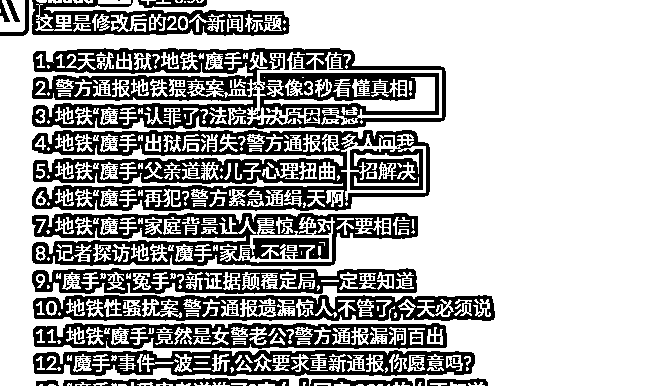 这里是修改后的20个新闻标题:
1. 12天就出狱?地铁“魔手”处罚值不值?
2. 警方通报地铁猥亵案,监控录像3秒看懂真相!
3. 地铁“魔手”认罪了?法院判决原因震撼!
4. 地铁“魔手”出狱后消失?警方通报很多人问我
5. 地铁“魔手”父亲道歉:儿子心理扭曲,一招解决
6. 地铁“魔手”再犯?警方紧急通缉,天啊!
7. 地铁“魔手”家庭背景让人震惊,绝对不要相信!
8. 记者探访地铁“魔手”家庭,不得了!
9. “魔手”变“冤手”?新证据颠覆定局,一定要知道
10. 地铁性骚扰案,警方通报遗漏惊人,不管了,今天必须说
11. 地铁“魔手”竟然是女警老公?警方通报漏洞百出
12. “魔手”事件一波三折,公众要求重新通报,你愿意吗?